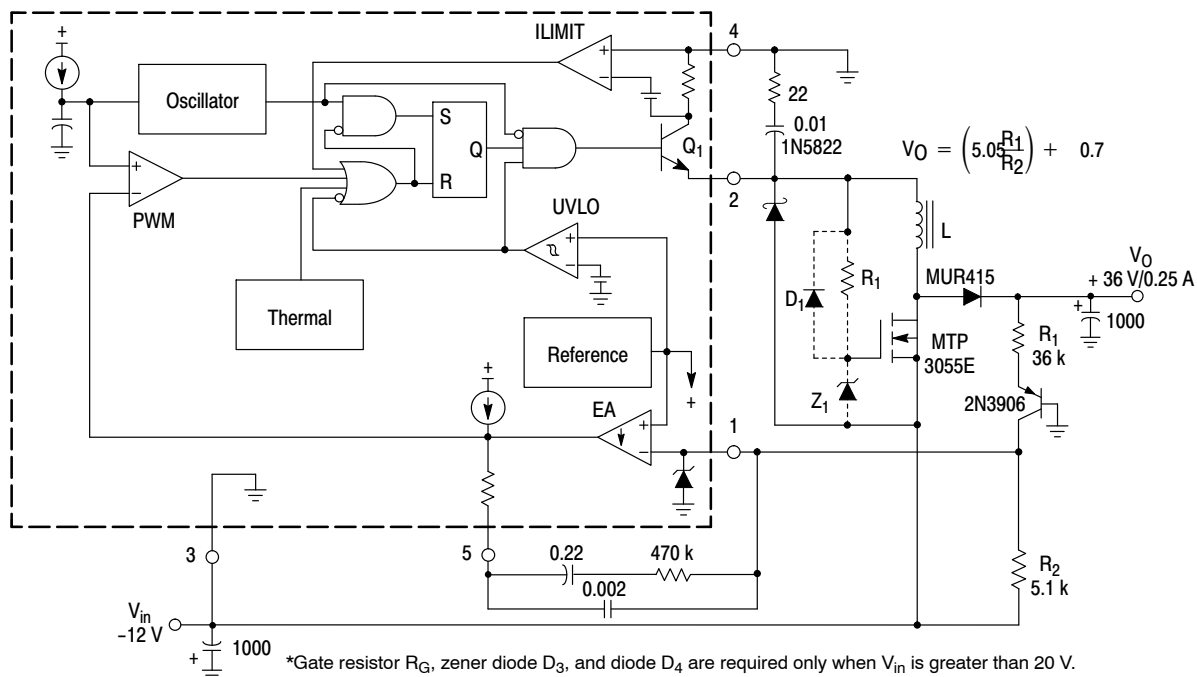 ILIMIT
4
+
+
–
Oscillator
22
0.01
1N5822
S
Q
R
Q1
VO = (5.05 R1/R2) + 0.7
+
–
PWM
2
UVLO
+
–
L
Thermal
D1
R1
MUR415
VO
+ 36 V/0.25 A
+
1000
Reference
MTP
3055E
R1
36 k
+
+
Z1
2N3906
EA
+
–
1
3
5
0.22
470 k
0.002
R2
5.1 k
Vin
–12 V
+
1000
*Gate resistor RG, zener diode D3, and diode D4 are required only when Vin is greater than 20 V.